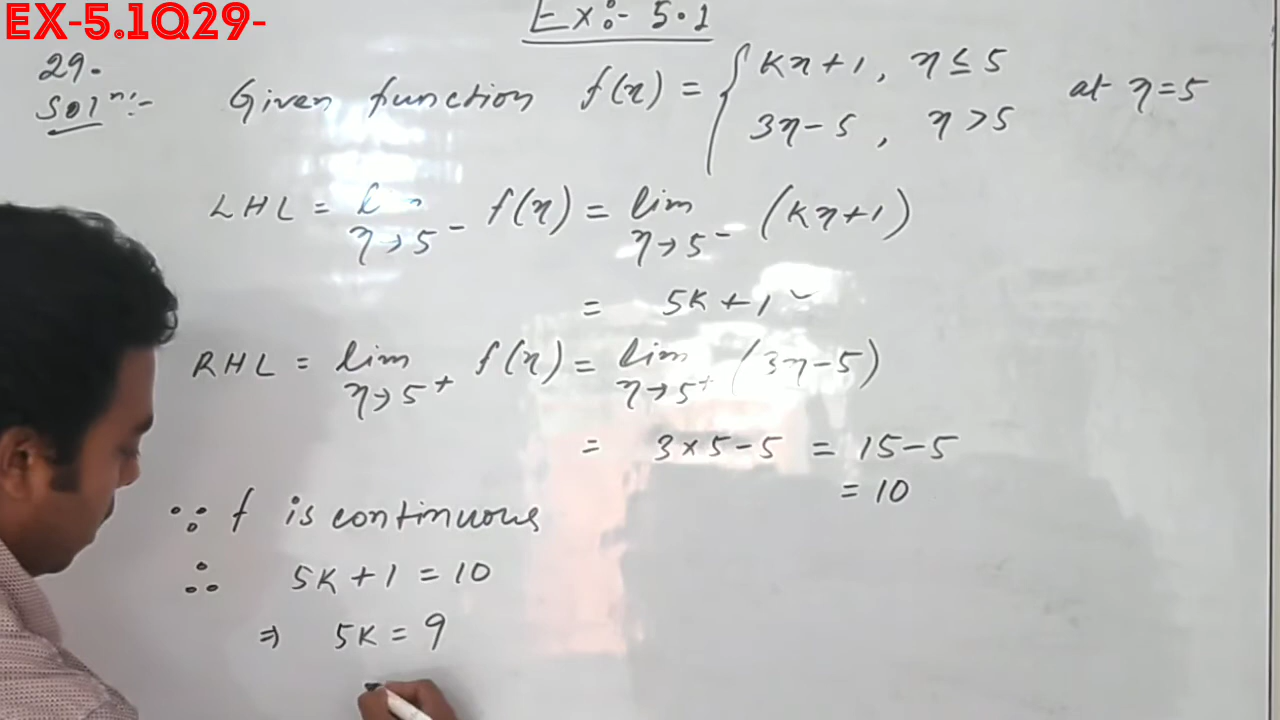 EX-5.1Q29-
Ex:- 5.1
29.
Solⁿ:- Given function f(x) = { kx+1, x ≤ 5 at x=5
3x-5, x > 5
LHL = lim x→5⁻ f(x) = lim x→5⁻ (kx+1)
= 5k+1
RHL = lim x→5⁺ f(x) = lim x→5⁺ (3x-5)
= 3×5-5 = 15-5
= 10
∵ f is continuous
∴ 5k+1 = 10
⇒ 5k = 9